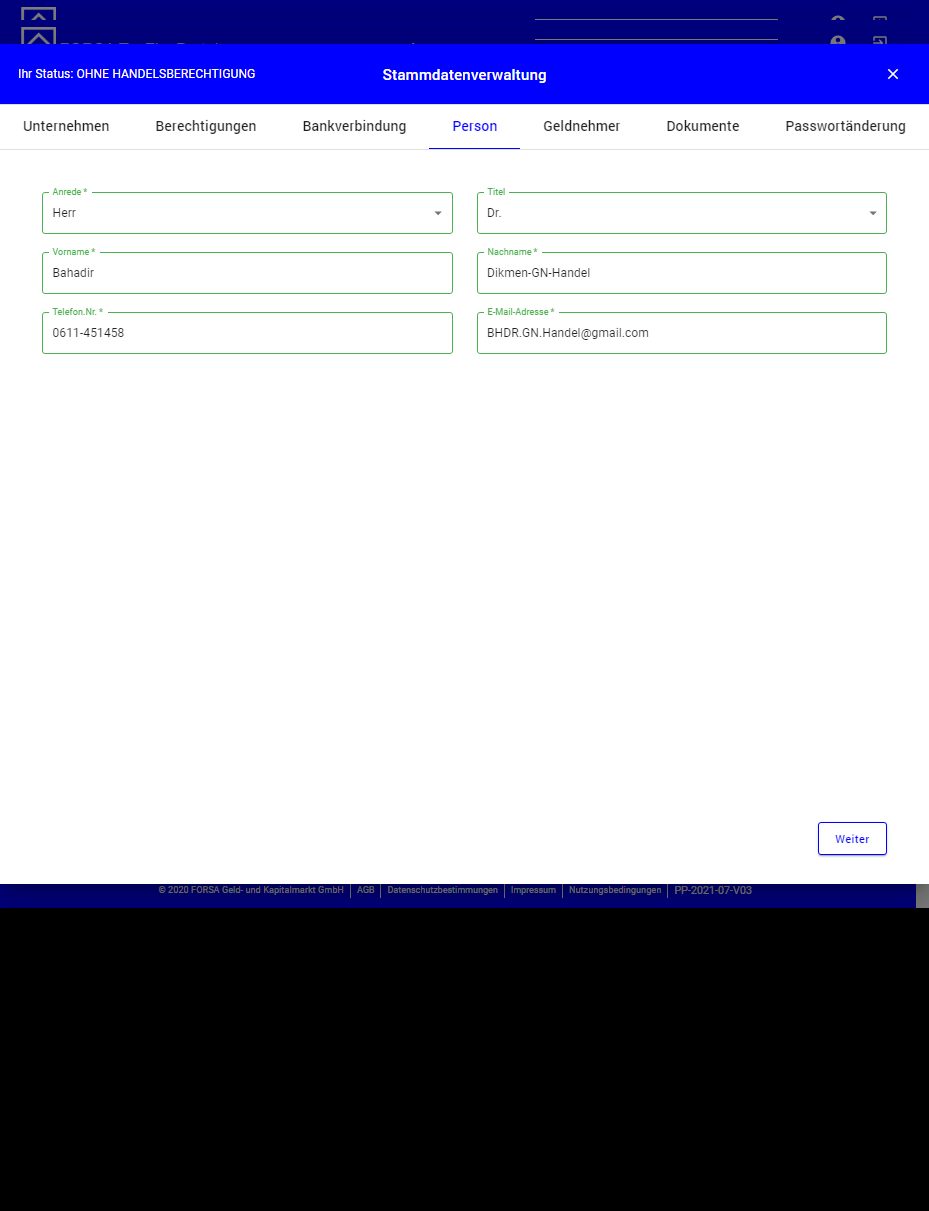 Ihr Status: OHNE HANDELSBERECHTIGUNG
Stammdatenverwaltung
Unternehmen Berechtigungen Bankverbindung Person Geldnehmer Dokumente Passwortänderung
Anrede * Titel
Herr Dr.
Vorname * Nachname *
Bahadir Dikmen-GN-Handel
Telefon.Nr. * E-Mail-Adresse *
0611-451458 BHDR.GN.Handel@gmail.com
Weiter
© 2020 FORSA Geld- und Kapitalmarkt GmbH | AGB | Datenschutzbestimmungen | Impressum | Nutzungsbedingungen | PP-2021-07-V03